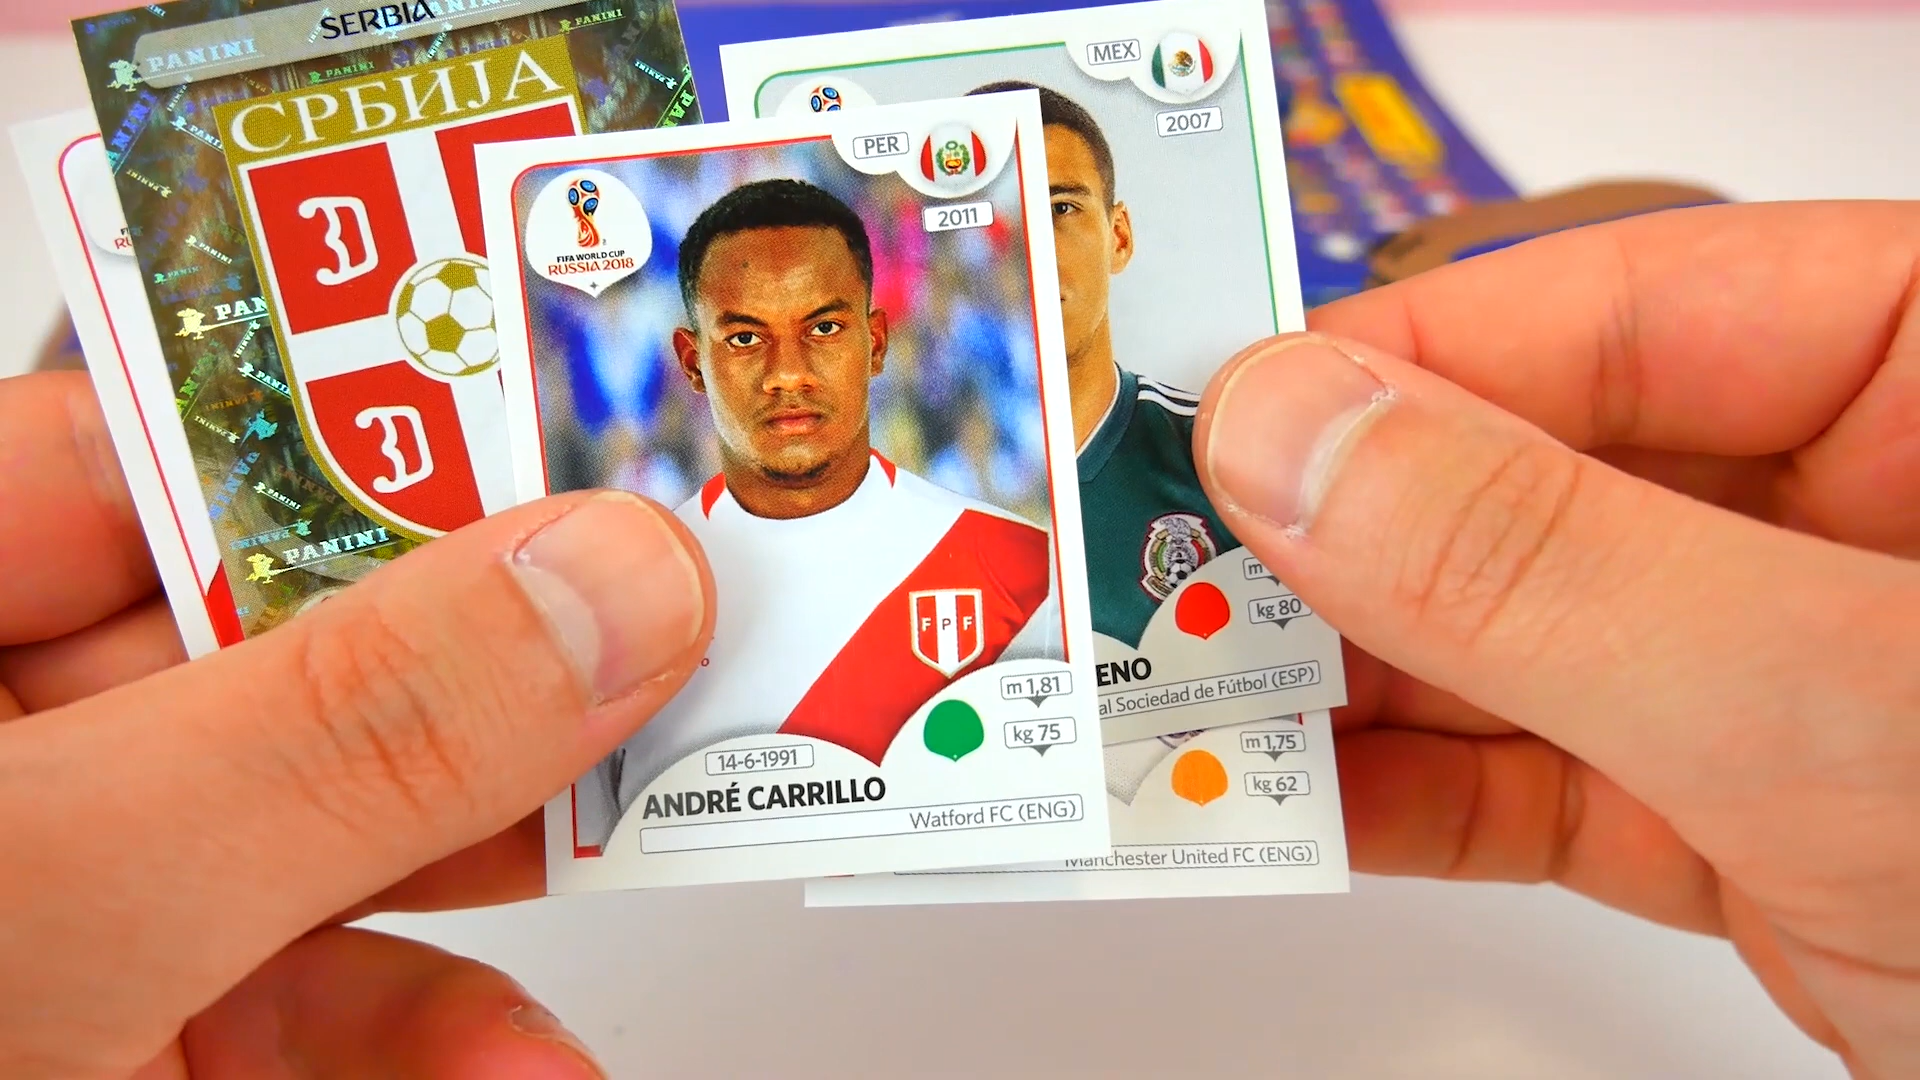 SERBIA
PANINI
PANINI
СРБИЈА
PANINI
PANINI
PER
2011
FIFA WORLD CUP
RUSSIA 2018
FPF
m 1,81
kg 75
14-6-1991
ANDRÉ CARRILLO
Watford FC (ENG)
MEX
2007
kg 80
ENO
al Sociedad de Fútbol (ESP)
m 1,75
kg 62
Manchester United FC (ENG)